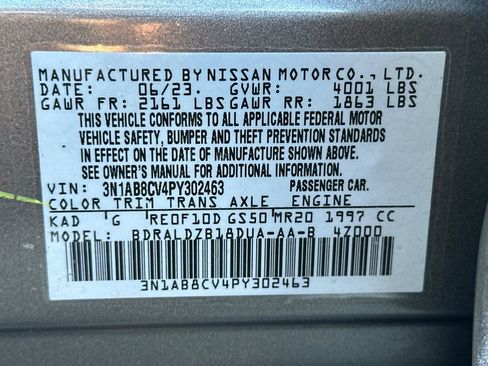 MANUFACTURED BY NISSAN MOTOR CO., LTD.
DATE: 06/23. GVWR: 4001 LBS
GAWR FR: 2161 LBS GAWR RR: 1863 LBS
THIS VEHICLE CONFORMS TO ALL APPLICABLE FEDERAL MOTOR
VEHICLE SAFETY, BUMPER AND THEFT PREVENTION STANDARDS
IN EFFECT ON THE DATE OF MANUFACTURE SHOWN ABOVE.
SEE OWNER'S MANUAL FOR ADDITIONAL INFORMATION.
VIN: 3N1AB8CV4PY302463 PASSENGER CAR.
COLOR TRIM TRANS AXLE ENGINE
KAD G RE0F10D GS50 MR20 1997 CC
MODEL: BDRALDZB18DUA-AA-B 4Z000
3N1AB8CV4PY302463